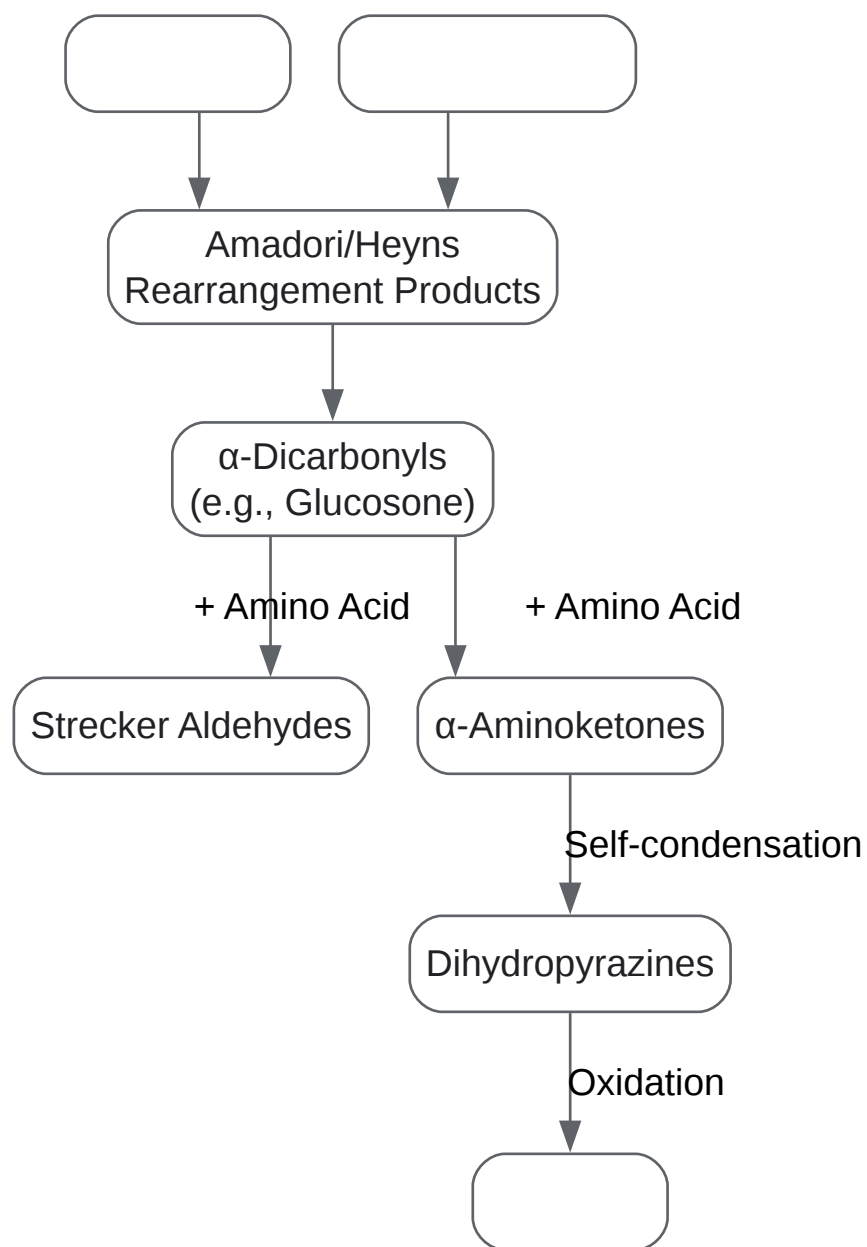 Amadori/Heyns
Rearrangement Products
α-Dicarbonyls
(e.g., Glucosone)
+ Amino Acid
+ Amino Acid
Strecker Aldehydes
α-Aminoketones
Self-condensation
Dihydropyrazines
Oxidation